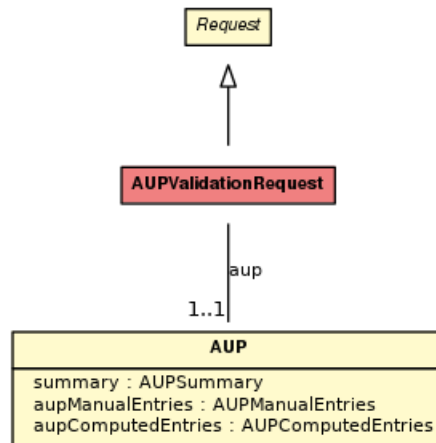 Request
AUPValidationRequest
aup
1..1
AUP
summary : AUPSummary
aupManualEntries : AUPManualEntries
aupComputedEntries : AUPComputedEntries